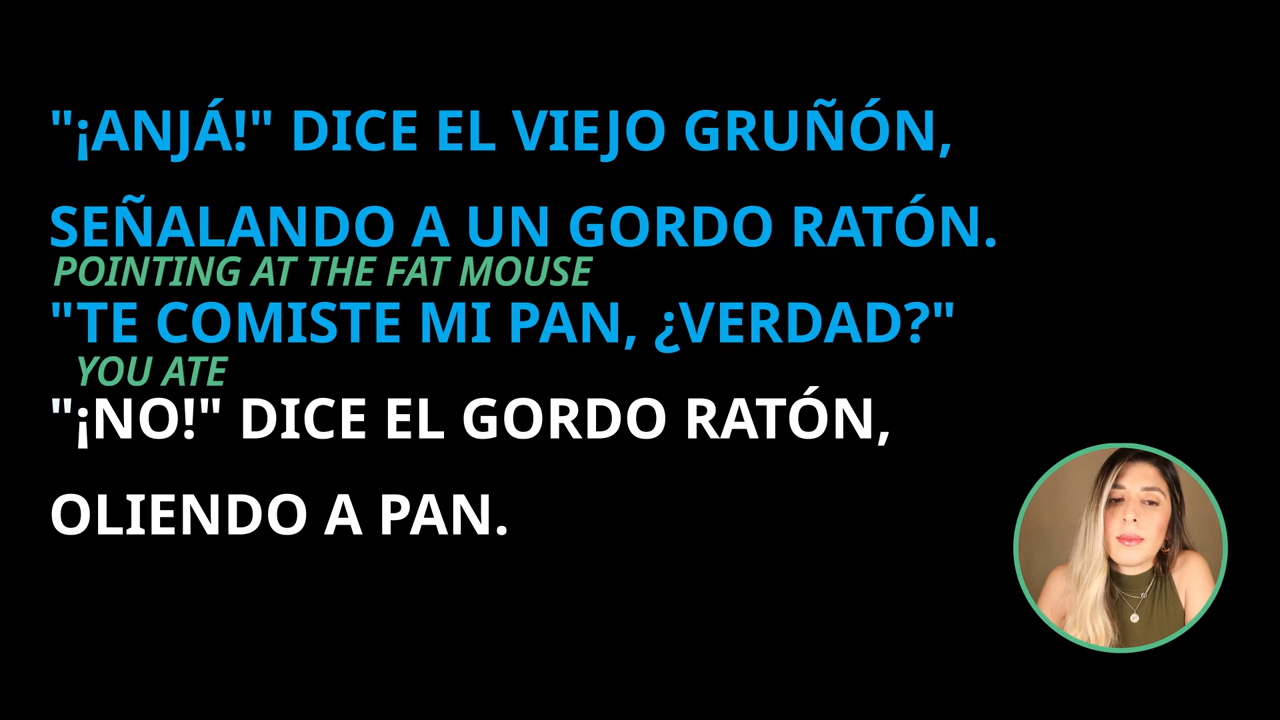 "¡ANJÁ!" DICE EL VIEJO GRUÑÓN,
SEÑALANDO A UN GORDO RATÓN.
POINTING AT THE FAT MOUSE
"TE COMISTE MI PAN, ¿VERDAD?"
YOU ATE
"¡NO!" DICE EL GORDO RATÓN,
OLIENDO A PAN.